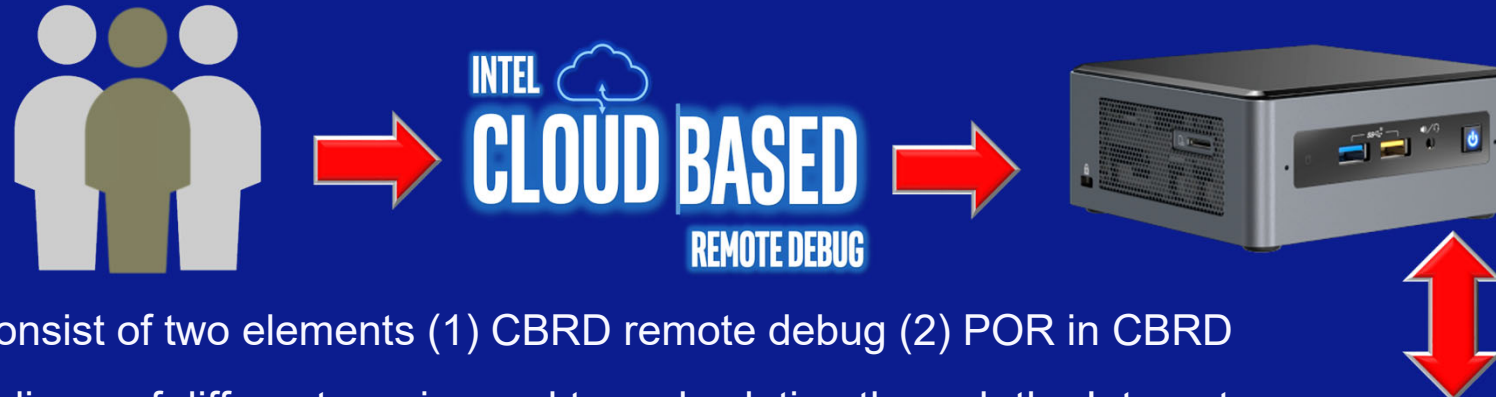 INTEL
CLOUD BASED
REMOTE DEBUG
onsist of two elements (1) CBRD remote debug (2) POR in CBRD